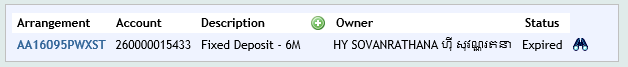 Arrangement Account Description Owner Status
AA16095PWXST 260000015433 Fixed Deposit - 6M HY SOVANRATHANA ហ៊ី សុវណ្ណរតនា Expired